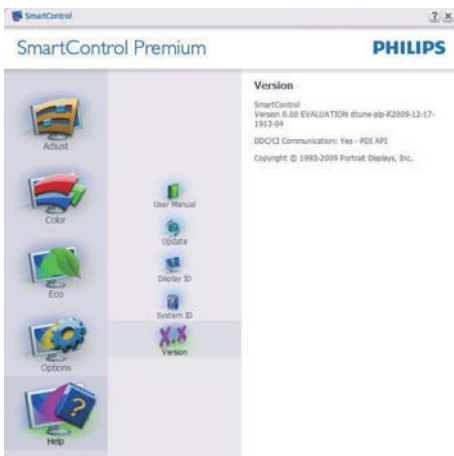 SmartControl
SmartControl Premium
PHILIPS
Adjust
Color
Eco
Options
Help
User Manual
Update
Display ID
System ID
Version
Version
SmartControl
Version 0.00 EVALUATION dtune-plp-R2009-12-17-
1913-04
DDC/CI Communication: Yes - PDI API
Copyright © 1993-2009 Portrait Displays, Inc.